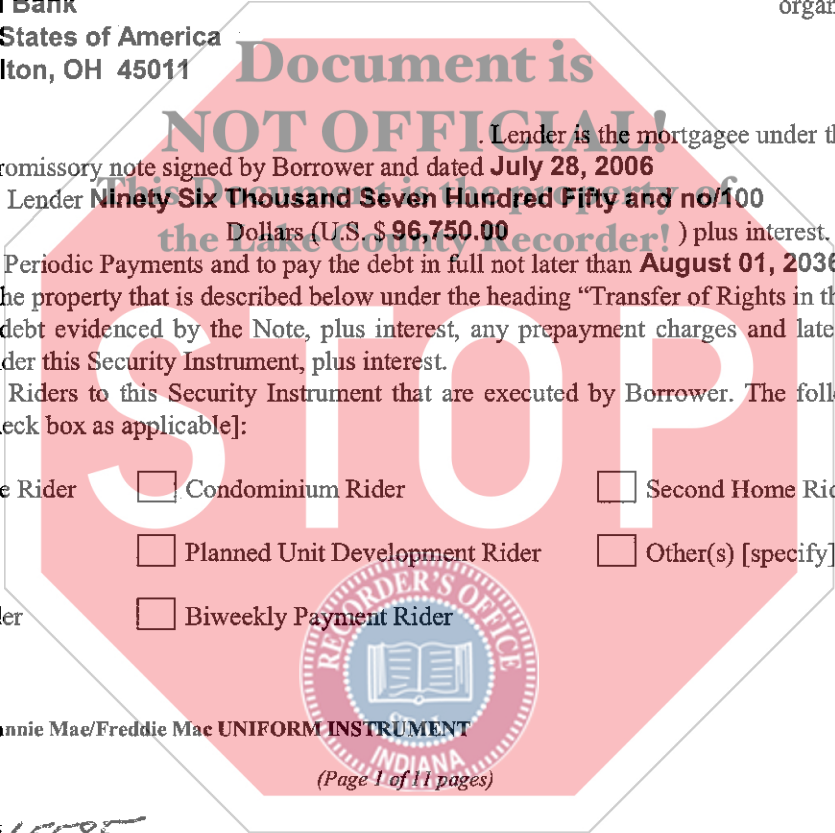 Bank
organ
States of America
lton, OH 45011
Document is
NOT OFFICIAL!
. Lender is the mortgagee under th
romissory note signed by Borrower and dated July 28, 2006
This Document is the property of
Lender Ninety Six Thousand Seven Hundred Fifty and no/100
the Lake County Recorder!
Dollars (U.S. $ 96,750.00 ) plus interest.
Periodic Payments and to pay the debt in full not later than August 01, 2036
he property that is described below under the heading “Transfer of Rights in th
debt evidenced by the Note, plus interest, any prepayment charges and late
der this Security Instrument, plus interest.
Riders to this Security Instrument that are executed by Borrower. The foll
eck box as applicable]:
STOP
e Rider Condominium Rider Second Home Rid
Planned Unit Development Rider Other(s) [specify]
er Biweekly Payment Rider
RECORDER'S OFFICE
INDIANA
nnie Mae/Freddie Mac UNIFORM INSTRUMENT
(Page 1 of 11 pages)